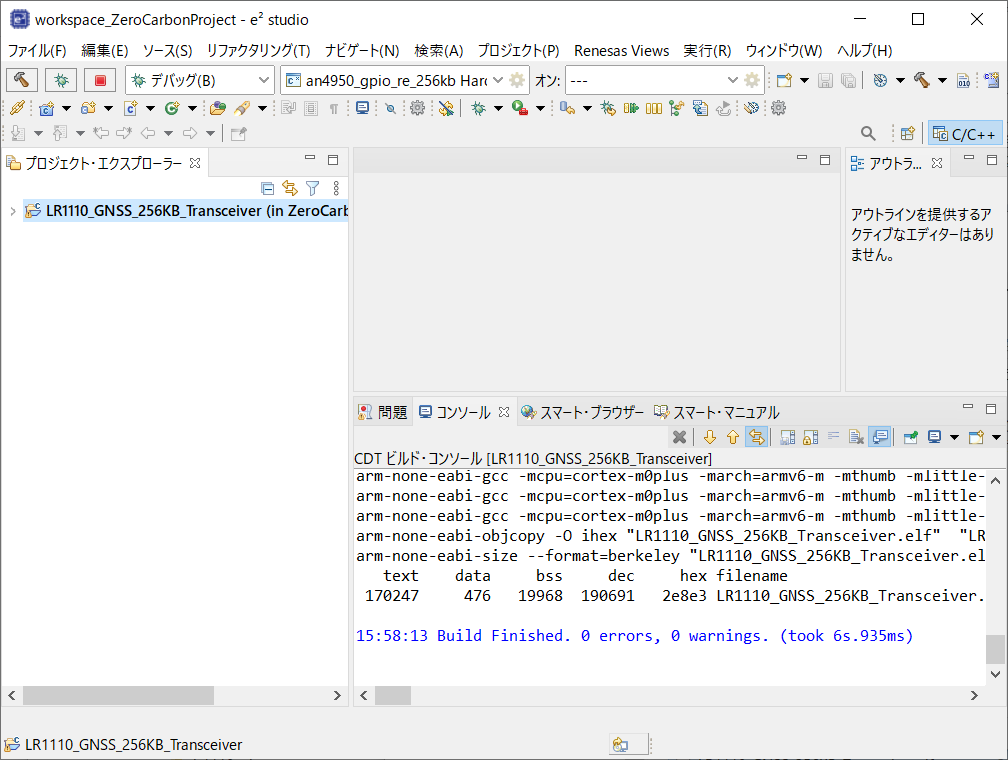 workspace_ZeroCarbonProject - e² studio
ファイル(F) 編集(E) ソース(S) リファクタリング(T) ナビゲート(N) 検索(A) プロジェクト(P) Renesas Views 実行(R) ウィンドウ(W) ヘルプ(H)
デバッグ(B) an4950_gpio_re_256kb Harc オン: ---
C/C++
プロジェクト・エクスプローラー
LR1110_GNSS_256KB_Transceiver (in ZeroCarb
アウトラ...
アウトラインを提供するア
クティブなエディターはあり
ません。
問題 コンソール スマート・ブラウザー スマート・マニュアル
CDT ビルド・コンソール [LR1110_GNSS_256KB_Transceiver]
arm-none-eabi-gcc -mcpu=cortex-m0plus -march=armv6-m -mthumb -mlittle-
arm-none-eabi-gcc -mcpu=cortex-m0plus -march=armv6-m -mthumb -mlittle-
arm-none-eabi-gcc -mcpu=cortex-m0plus -march=armv6-m -mthumb -mlittle-
arm-none-eabi-objcopy -O ihex "LR1110_GNSS_256KB_Transceiver.elf"  "LR
arm-none-eabi-size --format=berkeley "LR1110_GNSS_256KB_Transceiver.el
text data bss dec hex filename
170247 476 19968 190691 2e8e3 LR1110_GNSS_256KB_Transceiver.
15:58:13 Build Finished. 0 errors, 0 warnings. (took 6s.935ms)
LR1110_GNSS_256KB_Transceiver